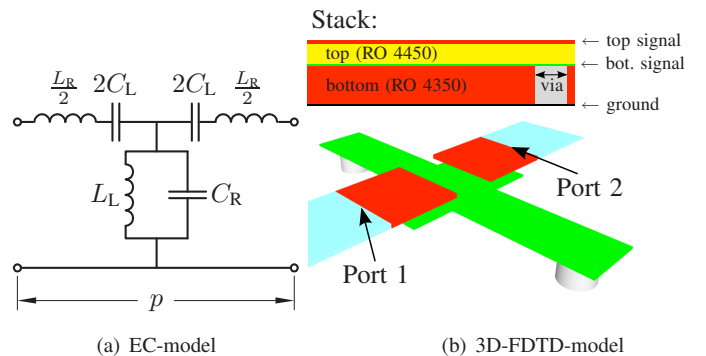 Stack:
top signal
top (RO 4450)
bot. signal
bottom (RO 4350)
via
ground
L_R/2
2C_L
2C_L
L_R/2
L_L
C_R
p
Port 2
Port 1
(a) EC-model
(b) 3D-FDTD-model